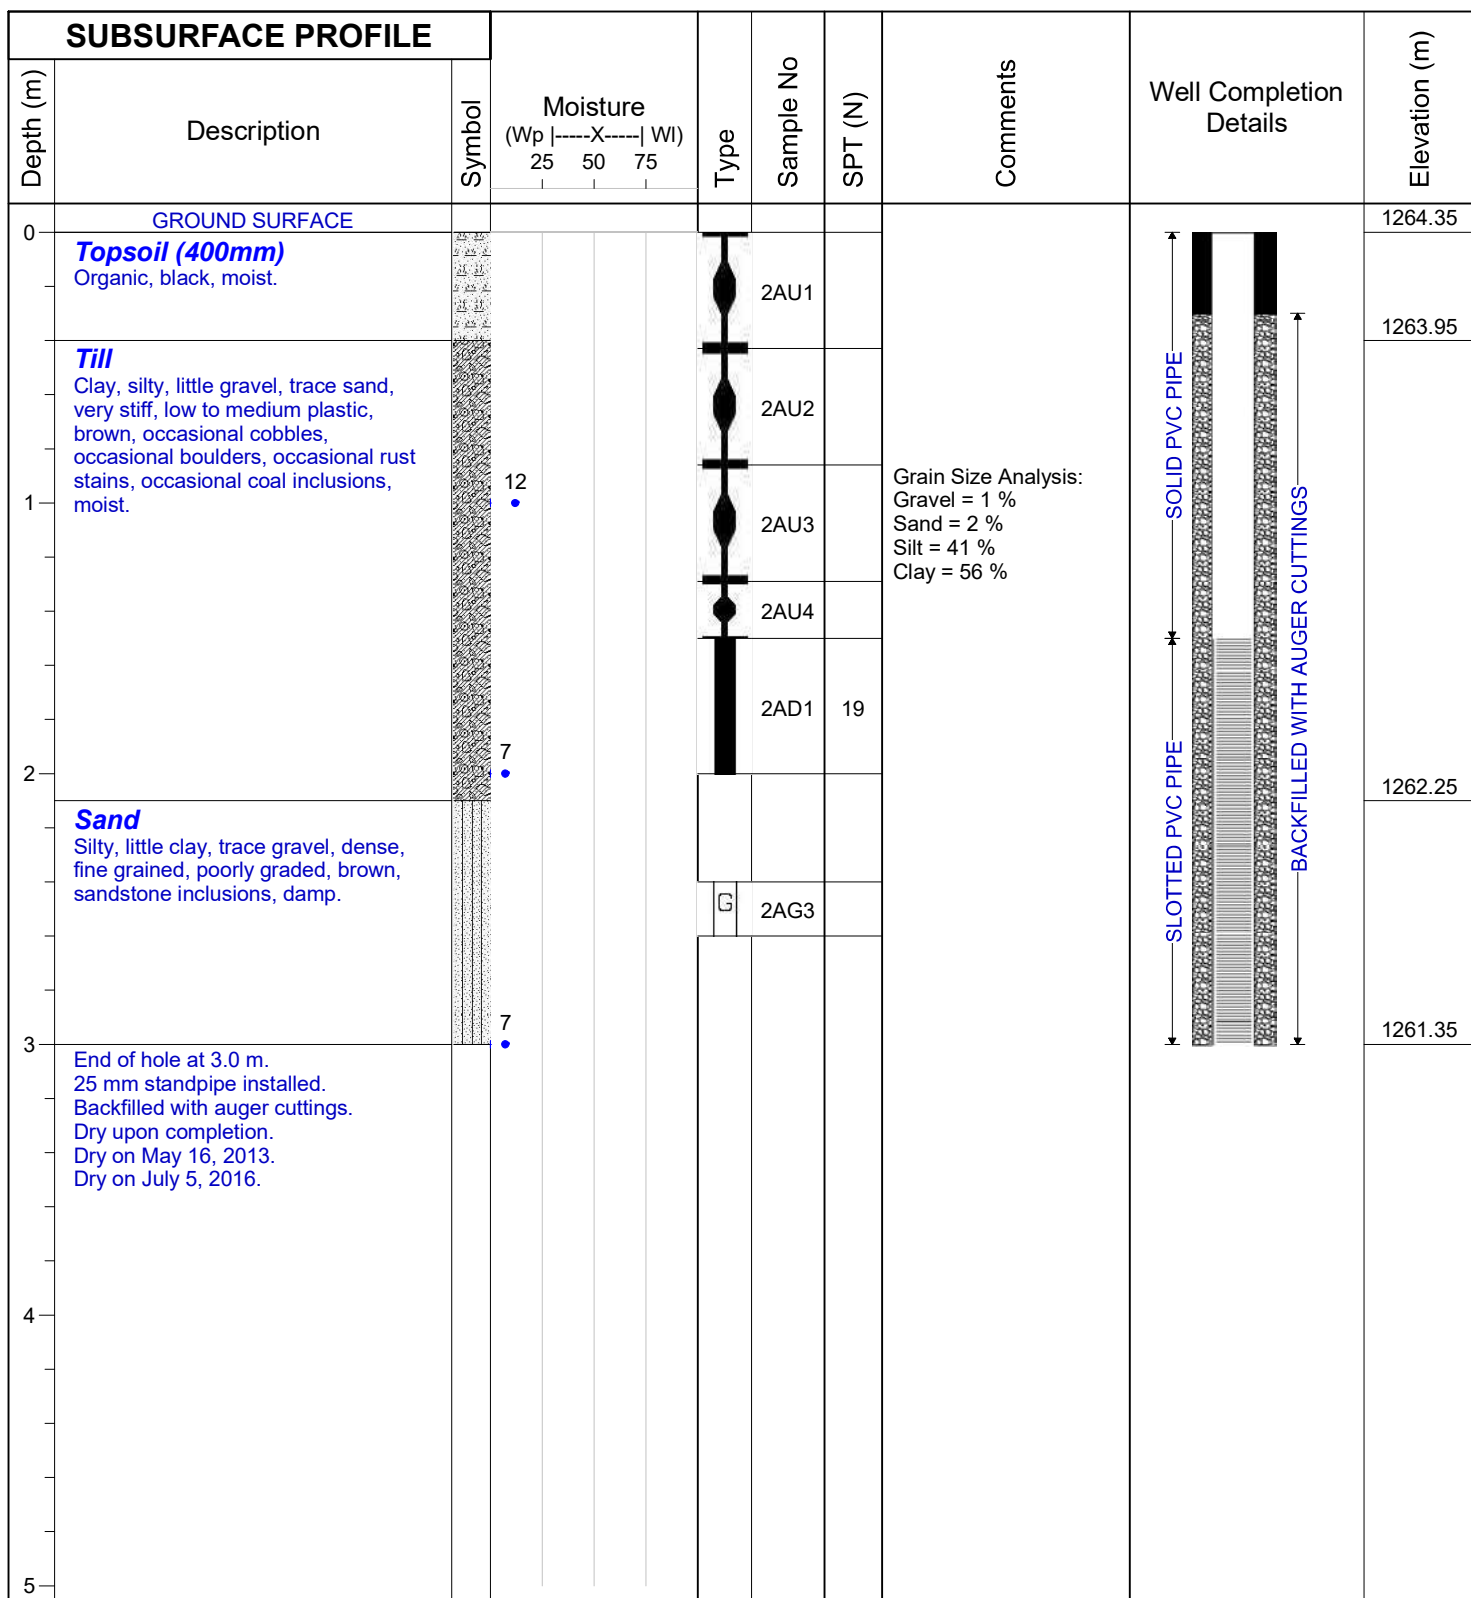 SUBSURFACE PROFILE
Depth (m)
Description
Symbol
Moisture
(Wp |-----X-----| Wl)
25 50 75
Type
Sample No
SPT (N)
Comments
Well Completion
Details
Elevation (m)
GROUND SURFACE
1264.35
0
Topsoil (400mm)
Organic, black, moist.
2AU1
1263.95
Till
Clay, silty, little gravel, trace sand,
very stiff, low to medium plastic,
brown, occasional cobbles,
occasional boulders, occasional rust
stains, occasional coal inclusions,
moist.
2AU2
12
1
2AU3
Grain Size Analysis:
Gravel = 1 %
Sand = 2 %
Silt = 41 %
Clay = 56 %
SOLID PVC PIPE
BACKFILLED WITH AUGER CUTTINGS
2AU4
2AD1 19
7
2
SLOTTED PVC PIPE
1262.25
Sand
Silty, little clay, trace gravel, dense,
fine grained, poorly graded, brown,
sandstone inclusions, damp.
G 2AG3
7
3
1261.35
End of hole at 3.0 m.
25 mm standpipe installed.
Backfilled with auger cuttings.
Dry upon completion.
Dry on May 16, 2013.
Dry on July 5, 2016.
4
5